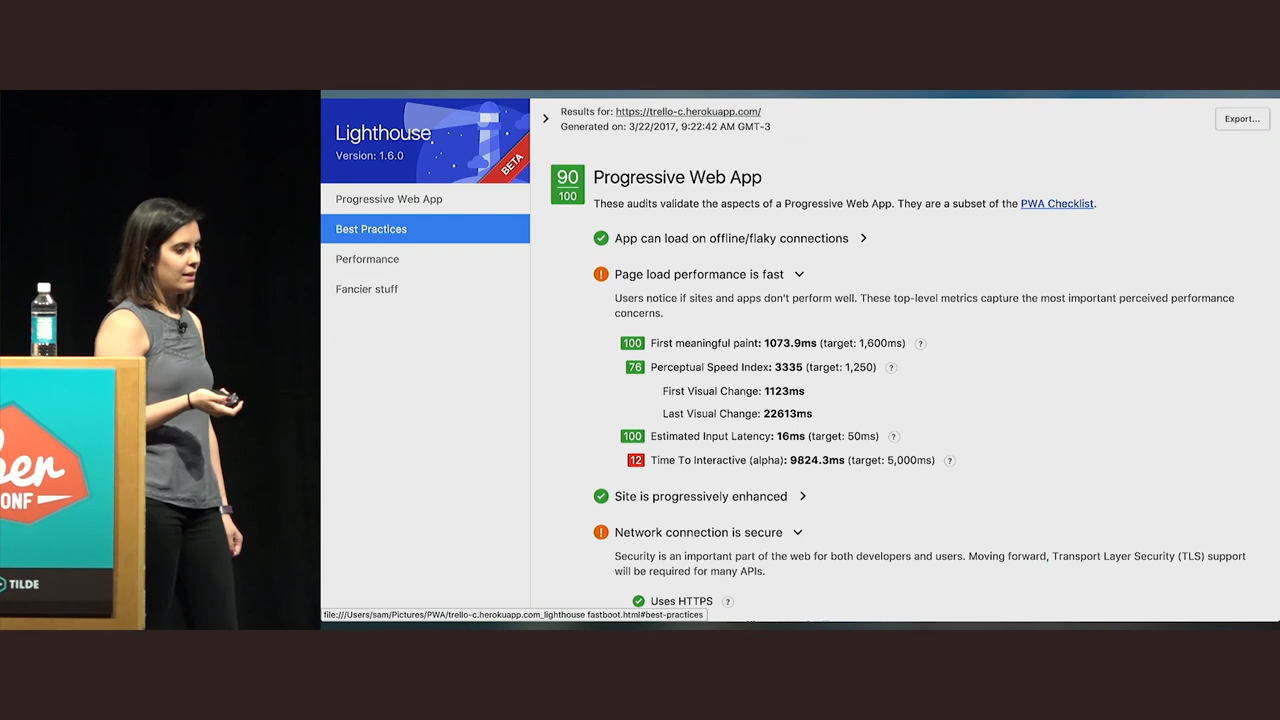 Lighthouse
Version: 1.6.0
BETA
Progressive Web App
Best Practices
Performance
Fancier stuff
Results for: https://trello-c.herokuapp.com/
Generated on: 3/22/2017, 9:22:42 AM GMT-3
Export...
90
100
Progressive Web App
These audits validate the aspects of a Progressive Web App. They are a subset of the PWA Checklist.
App can load on offline/flaky connections
Page load performance is fast
Users notice if sites and apps don't perform well. These top-level metrics capture the most important perceived performance
concerns.
100 First meaningful paint: 1073.9ms (target: 1,600ms) ?
76 Perceptual Speed Index: 3335 (target: 1,250) ?
First Visual Change: 1123ms
Last Visual Change: 22613ms
100 Estimated Input Latency: 16ms (target: 50ms) ?
12 Time To Interactive (alpha): 9824.3ms (target: 5,000ms) ?
Site is progressively enhanced
Network connection is secure
Security is an important part of the web for both developers and users. Moving forward, Transport Layer Security (TLS) support
will be required for many APIs.
Uses HTTPS ?
file:///Users/sam/Pictures/PWA/trello-c.herokuapp.com_lighthouse fastboot.html#best-practices
TILDE